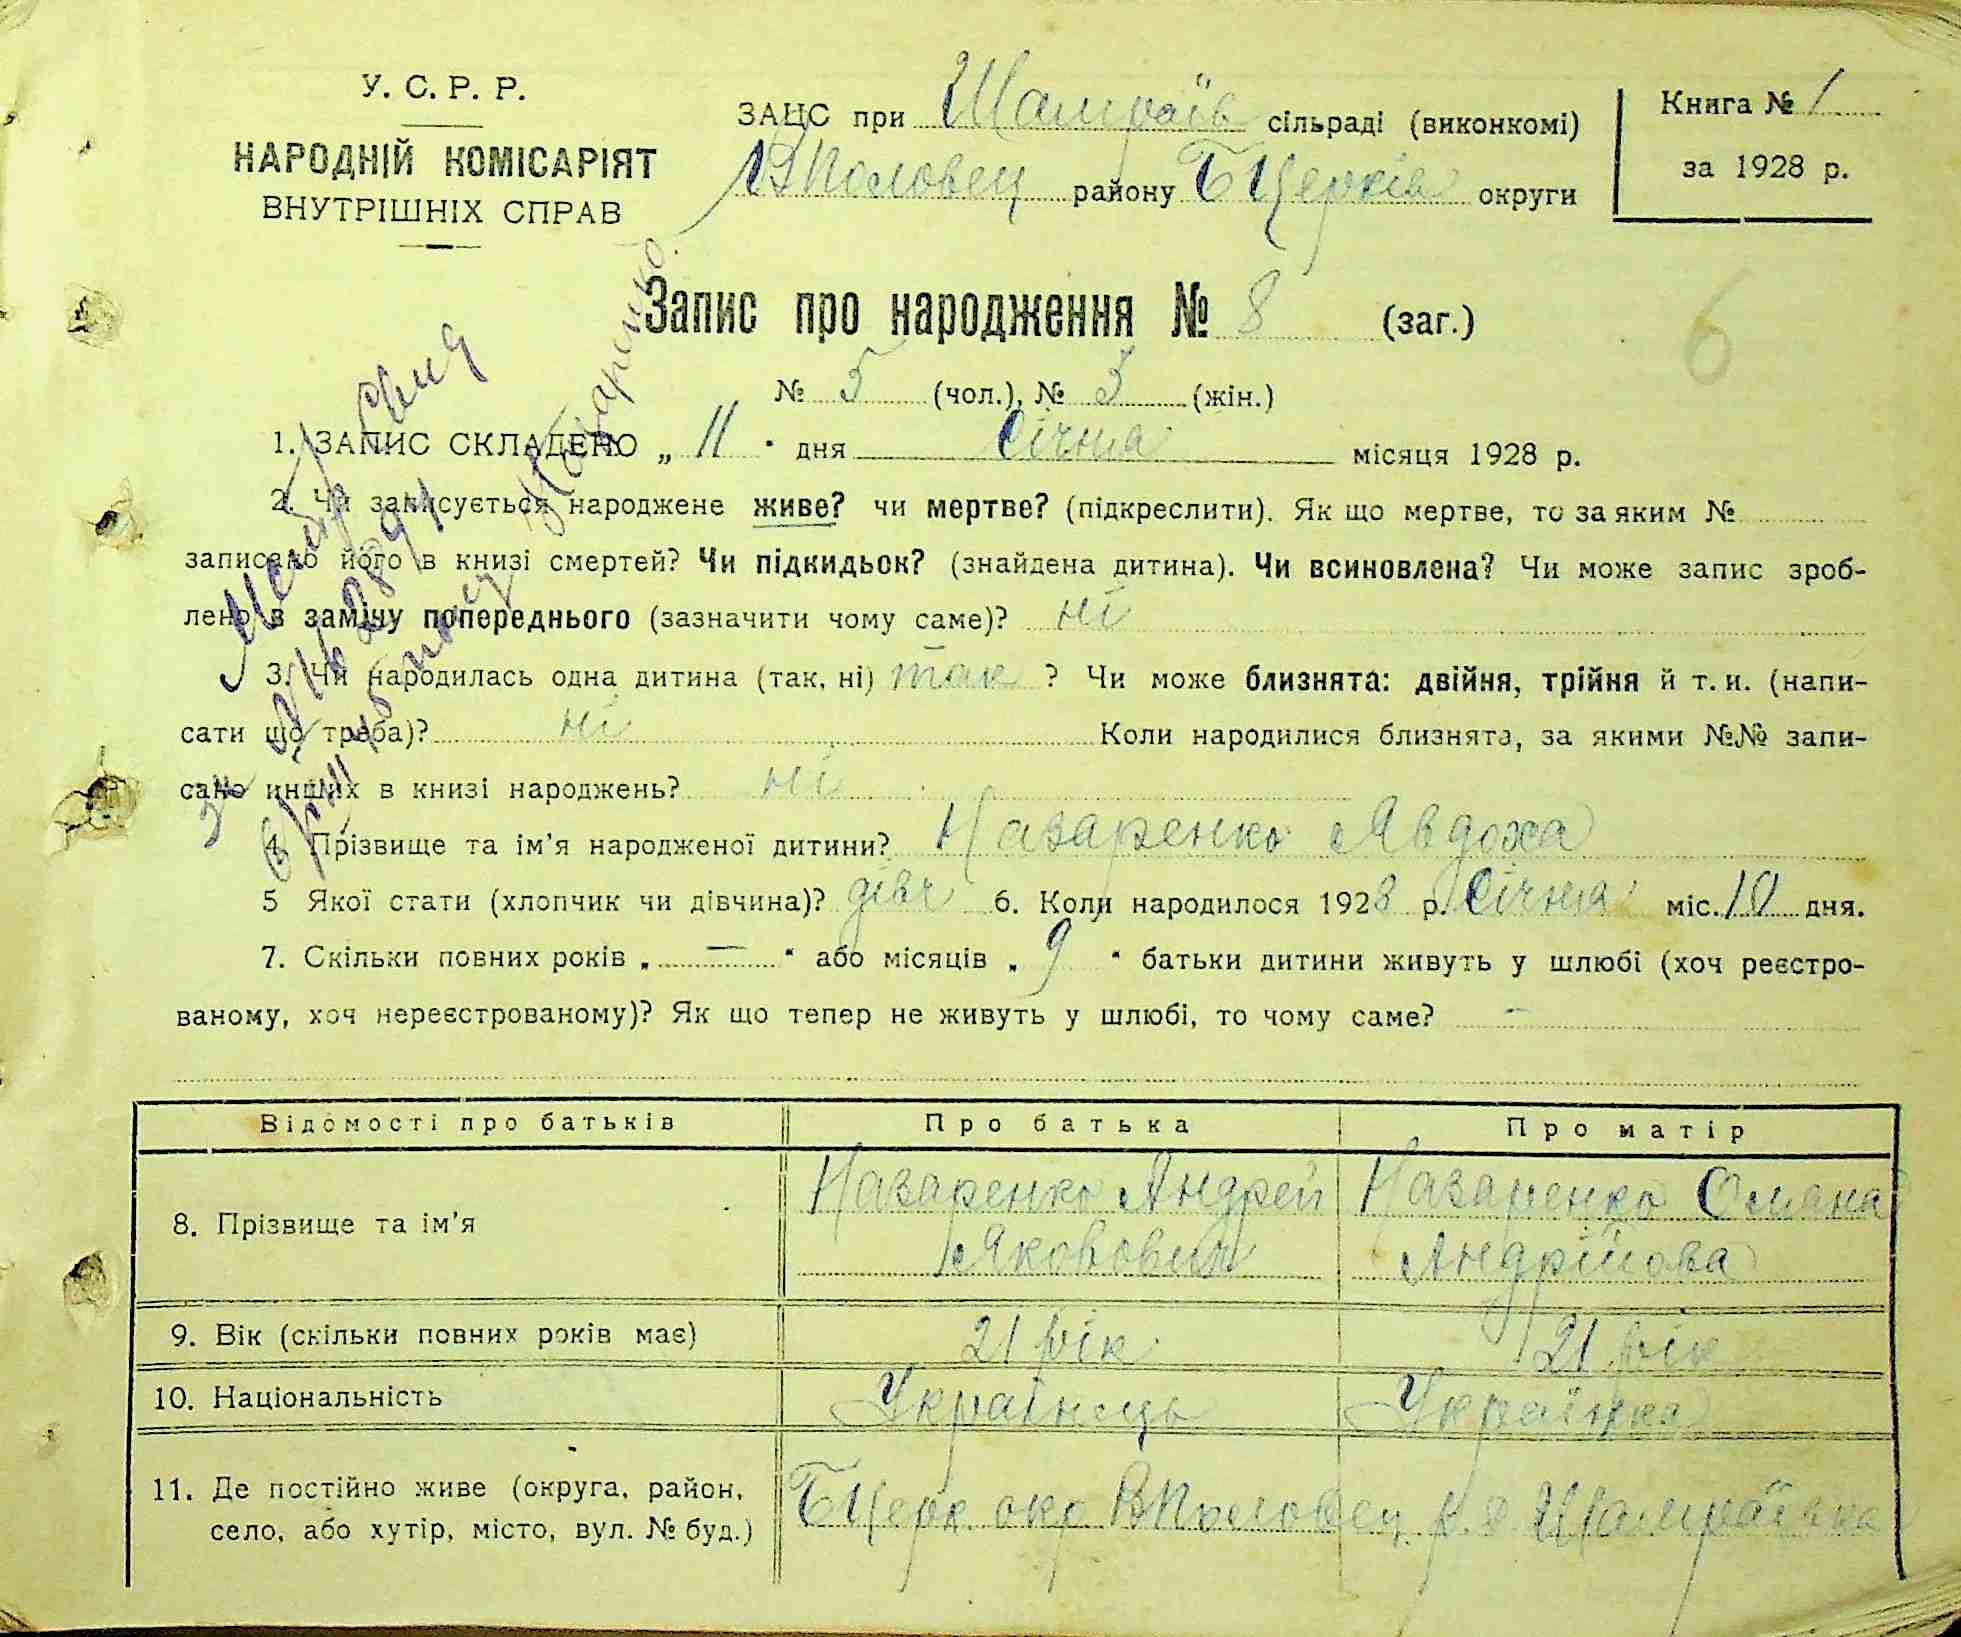 У. С. Р. Р.
НАРОДНІЙ КОМІСАРІЯТ
ВНУТРІШНІХ СПРАВ
ЗАЦС при Шамраїв сільраді (виконкомі)
ВПоловец району БЦерків округи
Книга № 1
за 1928 р.
Запис про народження № 8 (заг.)
6
№ 5 (чол.), № 3 (жін.)
1. ЗАПИС СКЛАДЕНО „ 11 " дня Січня місяця 1928 р.
2. Чи записується народжене живе? чи мертве? (підкреслити). Як що мертве, то за яким №
записано його в книзі смертей? Чи підкидьок? (знайдена дитина). Чи всиновлена? Чи може запис зроб-
лено в заміну попереднього (зазначити чому саме)? ні
3. Чи народилась одна дитина (так, ні) так ? Чи може близнята: двійня, трійня й т. и. (напи-
сати що треба)? ні Коли народилися близнята, за якими №№ запи-
сано инших в книзі народжень? ні
4. Прізвище та ім'я народженої дитини? Назаренко Явдоха
5 Якої стати (хлопчик чи дівчина)? дівч 6. Коли народилося 1928 р. Січня міс. 10 дня.
7. Скільки повних років „ — " або місяців „ 9 " батьки дитини живуть у шлюбі (хоч реєстро-
ваному, хоч нереєстрованому)? Як що тепер не живуть у шлюбі, то чому саме? —
Відомості про батьків Про батька Про матір
8. Прізвище та ім'я Назаренко Андрей Назаренко Омяна
Яковович Андрійова
9. Вік (скільки повних років має) 21 рік 21 рік
10. Національність Українець Українка
11. Де постійно живе (округа, район,
село, або хутір, місто, вул. № буд.) БЦерк окр ВПоловец р. с Шамраївка